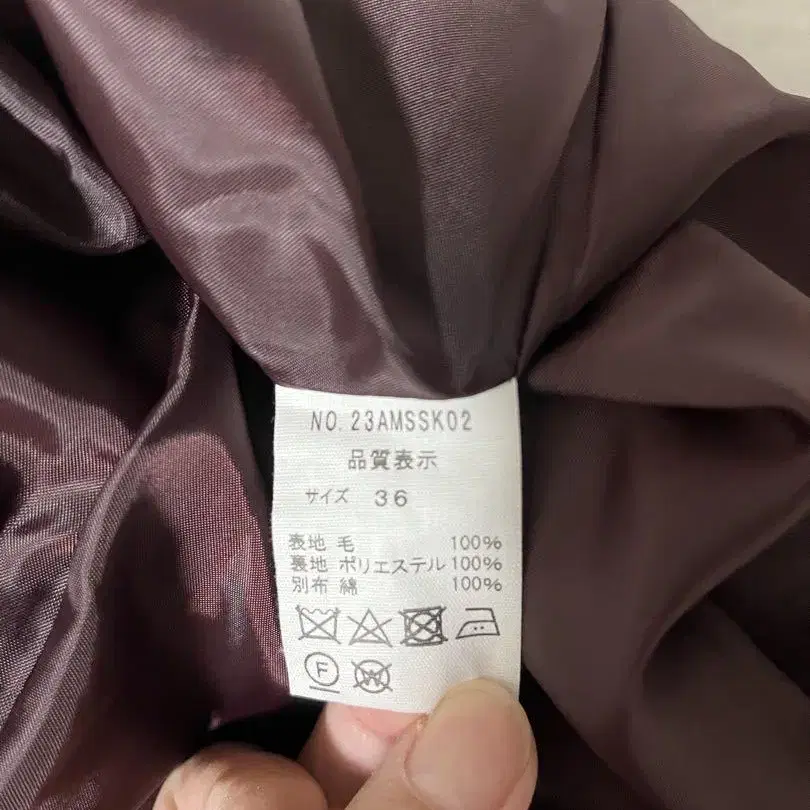 NO. 23AMSSK02
品質表示
サイズ 36
表地 毛 100%
裏地 ポリエステル 100%
別布 綿 100%
F W